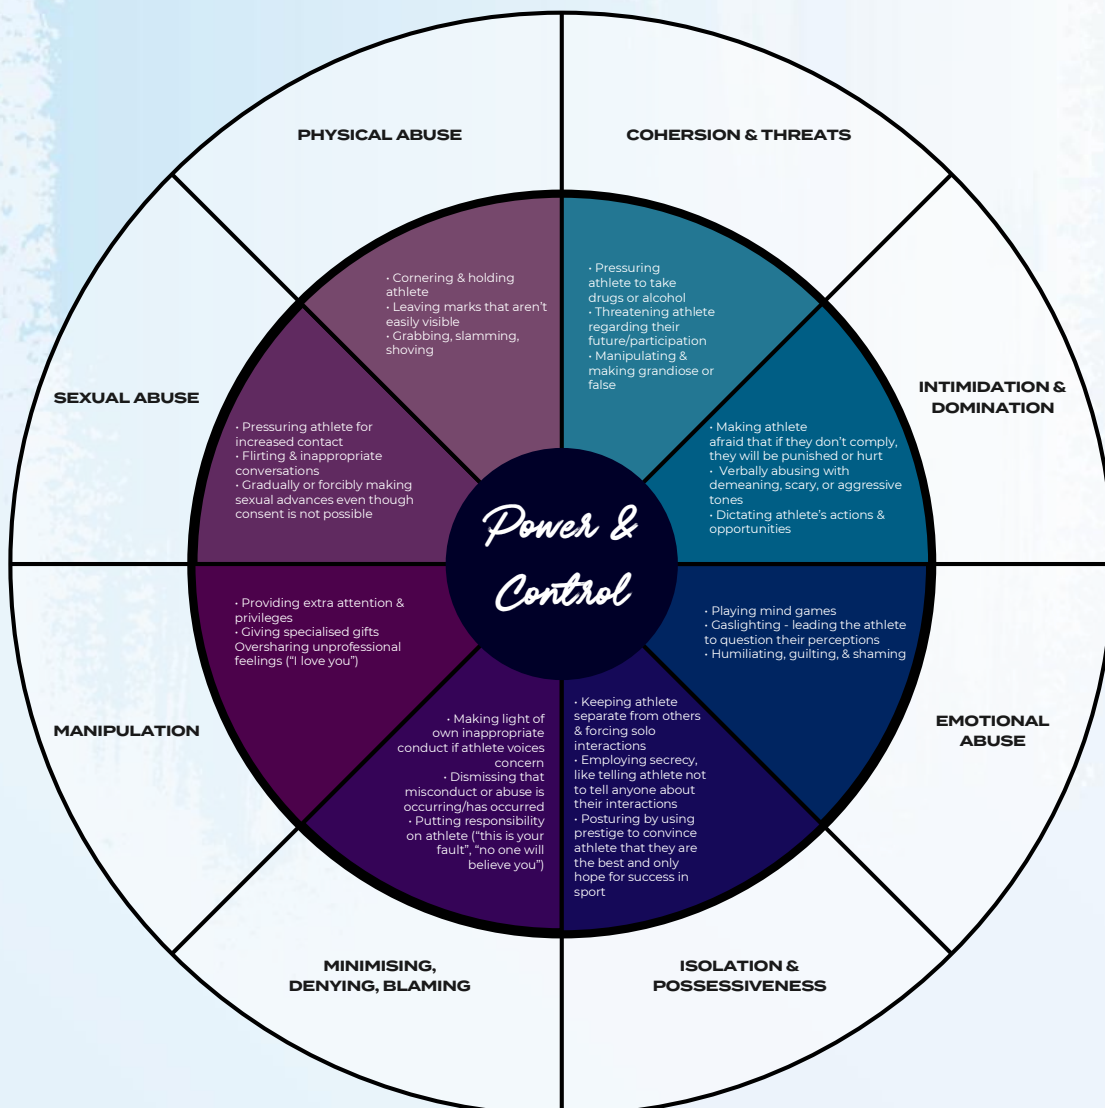 PHYSICAL ABUSE
• Cornering & holding
athlete
• Leaving marks that aren't
easily visible
• Grabbing, slamming,
shoving
COHERSION & THREATS
• Pressuring
athlete to take
drugs or alcohol
• Threatening athlete
regarding their
future/participation
• Manipulating &
making grandiose or
false
INTIMIDATION &
DOMINATION
• Making athlete
afraid that if they don't comply,
they will be punished or hurt
• Verbally abusing with
demeaning, scary, or aggressive
tones
• Dictating athlete's actions &
opportunities
EMOTIONAL
ABUSE
• Playing mind games
• Gaslighting - leading the athlete
to question their perceptions
• Humiliating, guilting, & shaming
ISOLATION &
POSSESSIVENESS
• Keeping athlete
separate from others
& forcing solo
interactions
• Employing secrecy,
like telling athlete not
to tell anyone about
their interactions
• Posturing by using
prestige to convince
athlete that they are
the best and only
hope for success in
sport
MINIMISING,
DENYING, BLAMING
• Making light of
own inappropriate
conduct if athlete voices
concern
• Dismissing that
misconduct or abuse is
occurring/has occurred
• Putting responsibility
on athlete ("this is your
fault", "no one will
believe you")
MANIPULATION
• Providing extra attention &
privileges
• Giving specialised gifts
Oversharing unprofessional
feelings ("I love you")
SEXUAL ABUSE
• Pressuring athlete for
increased contact
• Flirting & inappropriate
conversations
• Gradually or forcibly making
sexual advances even though
consent is not possible
Power &
Control